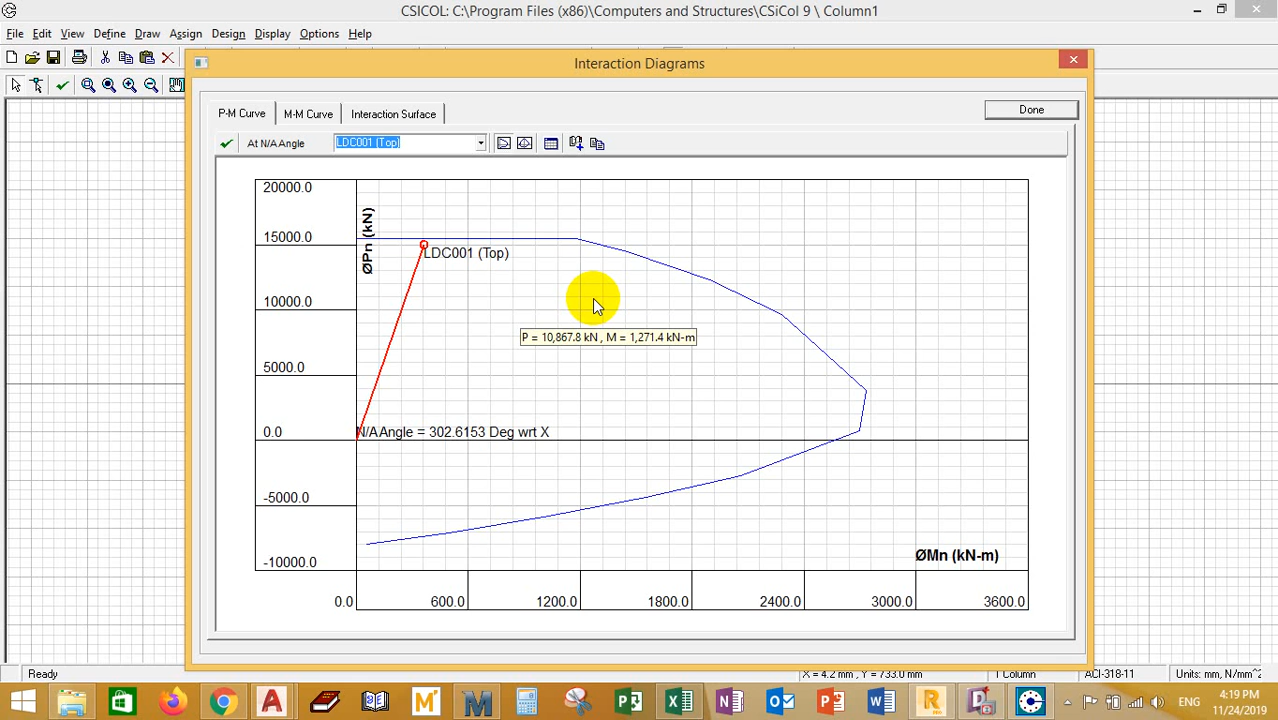 CSICOL: C:\Program Files (x86)\Computers and Structures\CSiCol 9 \ Column1
File Edit View Define Draw Assign Design Display Options Help
Interaction Diagrams
P-M Curve M-M Curve Interaction Surface
Done
At N/A Angle LDC001 (Top)
20000.0
15000.0
10000.0
5000.0
0.0
-5000.0
-10000.0
ØPn (kN)
LDC001 (Top)
P = 10,867.8 kN , M = 1,271.4 kN-m
N/A Angle = 302.6153 Deg wrt X
ØMn (kN-m)
0.0 600.0 1200.0 1800.0 2400.0 3000.0 3600.0
Ready X = 4.2 mm , Y = 733.0 mm 1 Column ACI-318-11 Units: mm, N/mm^2
ENG
4:19 PM
11/24/2019